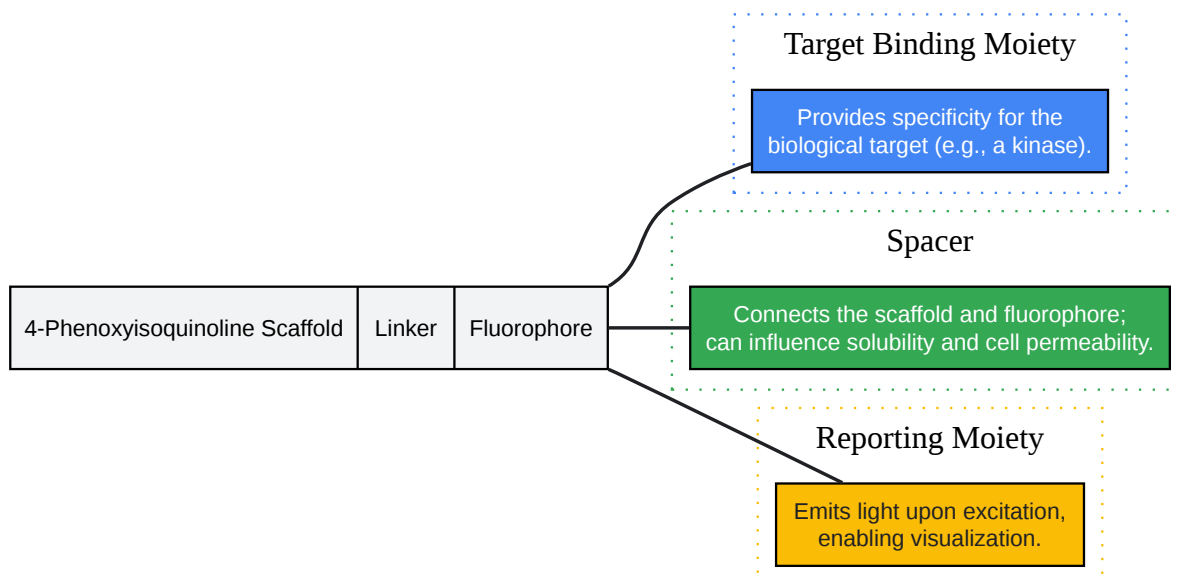 Target Binding Moiety
Provides specificity for the
biological target (e.g., a kinase).
Spacer
4-Phenoxyisoquinoline Scaffold
Linker
Fluorophore
Connects the scaffold and fluorophore;
can influence solubility and cell permeability.
Reporting Moiety
Emits light upon excitation,
enabling visualization.